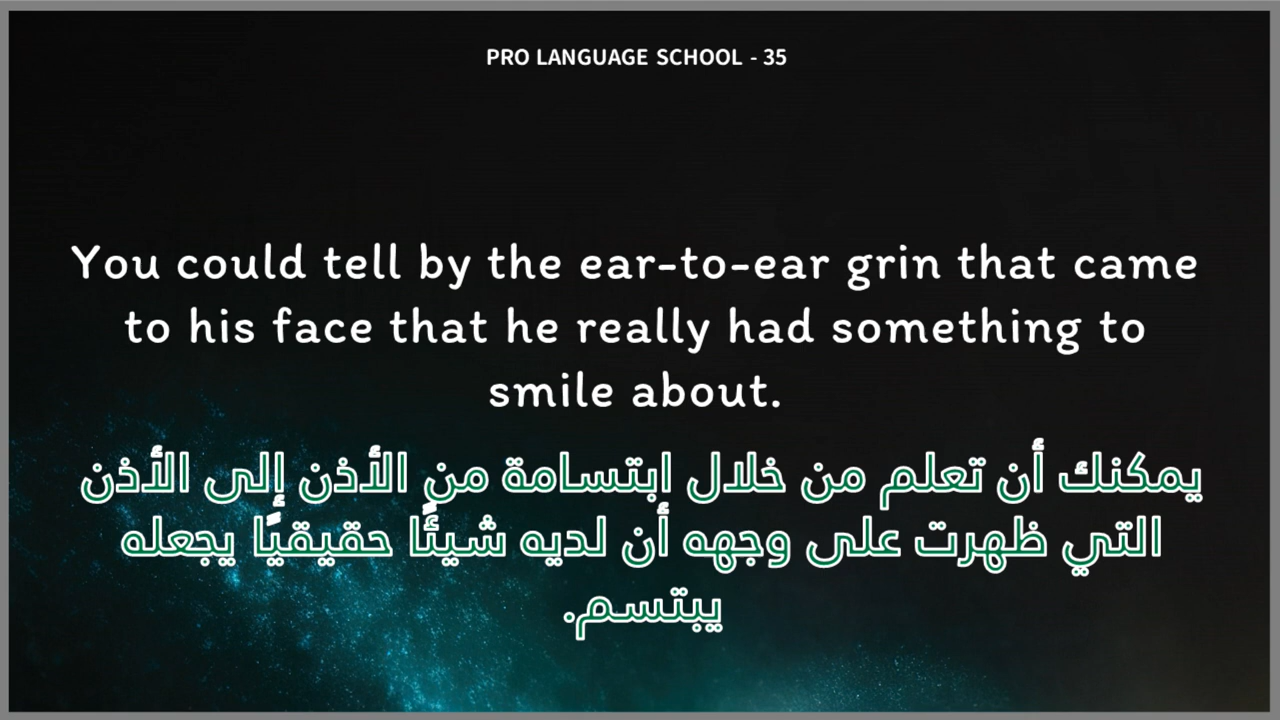 PRO LANGUAGE SCHOOL - 35
You could tell by the ear-to-ear grin that came
to his face that he really had something to
smile about.
يمكنك أن تعلم من خلال ابتسامة من الأذن إلى الأذن
التي ظهرت على وجهه أن لديه شيئًا حقيقيًا يجعله
يبتسم.